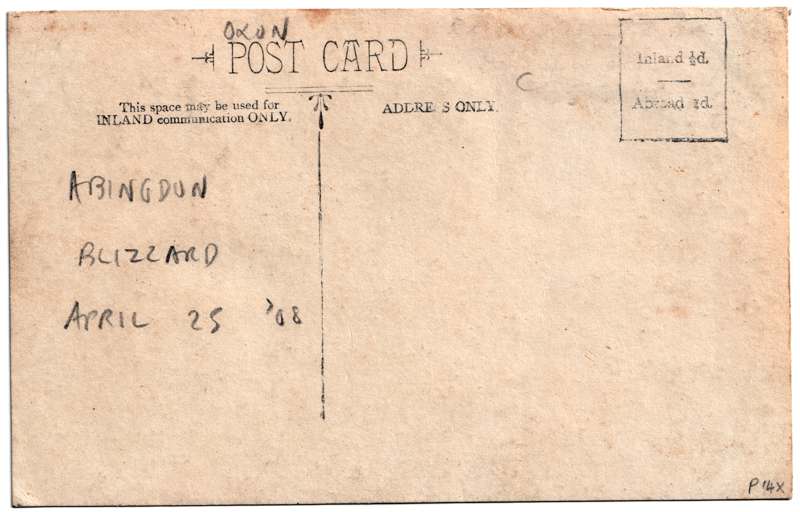 OXON
POST CARD
This space may be used for
INLAND communication ONLY.
ADDRESS ONLY.
Inland ½d.
Abroad 1d.
C
ABINGDON
BLIZZARD
APRIL 25 '08
P14X